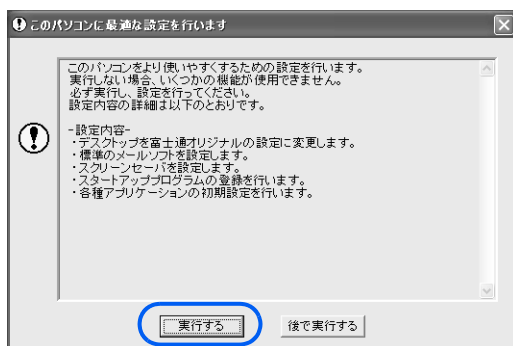 このパソコンに最適な設定を行います
このパソコンをより使いやすくするための設定を行います。
実行しない場合、いくつかの機能が使用できません。
必ず実行し、設定を行ってください。
設定内容の詳細は以下のとおりです。
-設定内容-
・デスクトップを富士通オリジナルの設定に変更します。
・標準のメールソフトを設定します。
・スクリーンセーバを設定します。
・スタートアッププログラムの登録を行います。
・各種アプリケーションの初期設定を行います。
実行する
後で実行する